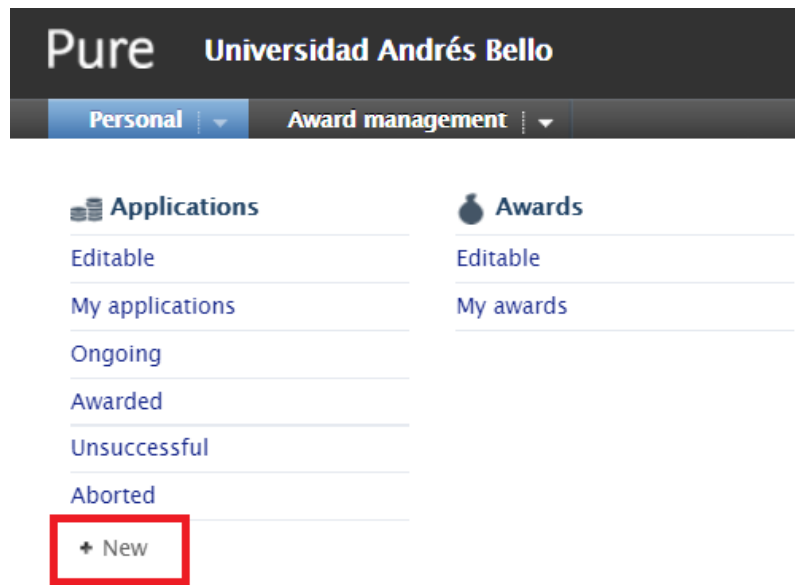 Pure Universidad Andrés Bello
Personal Award management
Applications
Editable
My applications
Ongoing
Awarded
Unsuccessful
Aborted
+ New
Awards
Editable
My awards